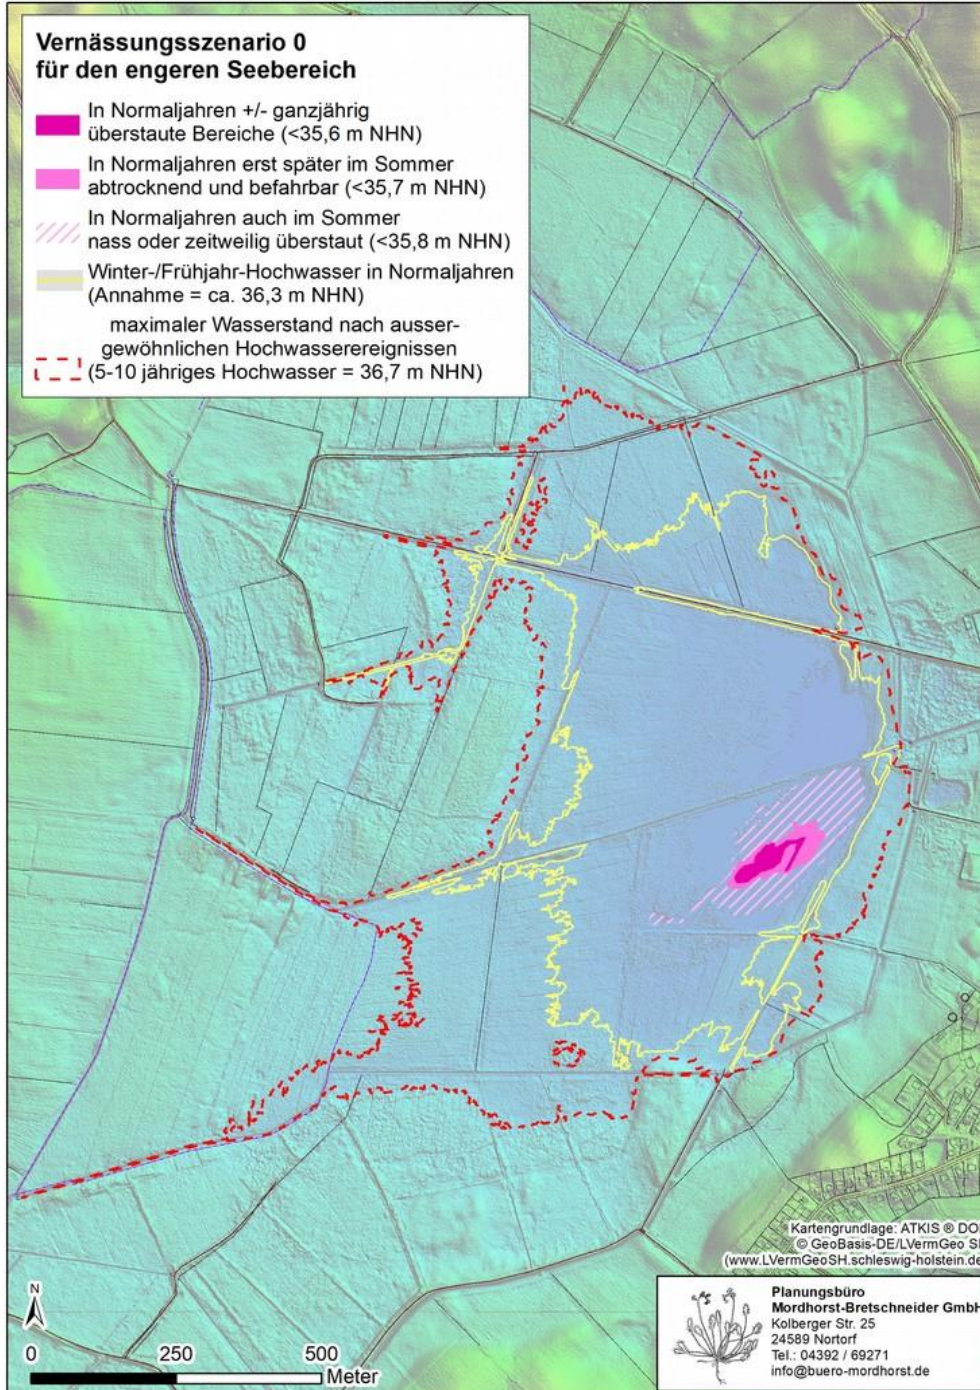 Vernässungsszenario 0
für den engeren Seebereich
In Normaljahren +/- ganzjährig
überstaute Bereiche (<35,6 m NHN)
In Normaljahren erst später im Sommer
abtrocknend und befahrbar (<35,7 m NHN)
In Normaljahren auch im Sommer
nass oder zeitweilig überstaut (<35,8 m NHN)
Winter-/Frühjahr-Hochwasser in Normaljahren
(Annahme = ca. 36,3 m NHN)
maximaler Wasserstand nach ausser-
gewöhnlichen Hochwasserereignissen
(5-10 jähriges Hochwasser = 36,7 m NHN)
Kartengrundlage: ATKIS ® DO
© GeoBasis-DE/LVermGeo S
(www.LVermGeoSH.schleswig-holstein.de
N
0 250 500
Meter
Planungsbüro
Mordhorst-Bretschneider GmbH
Kolberger Str. 25
24589 Nortorf
Tel.: 04392 / 69271
info@buero-mordhorst.de